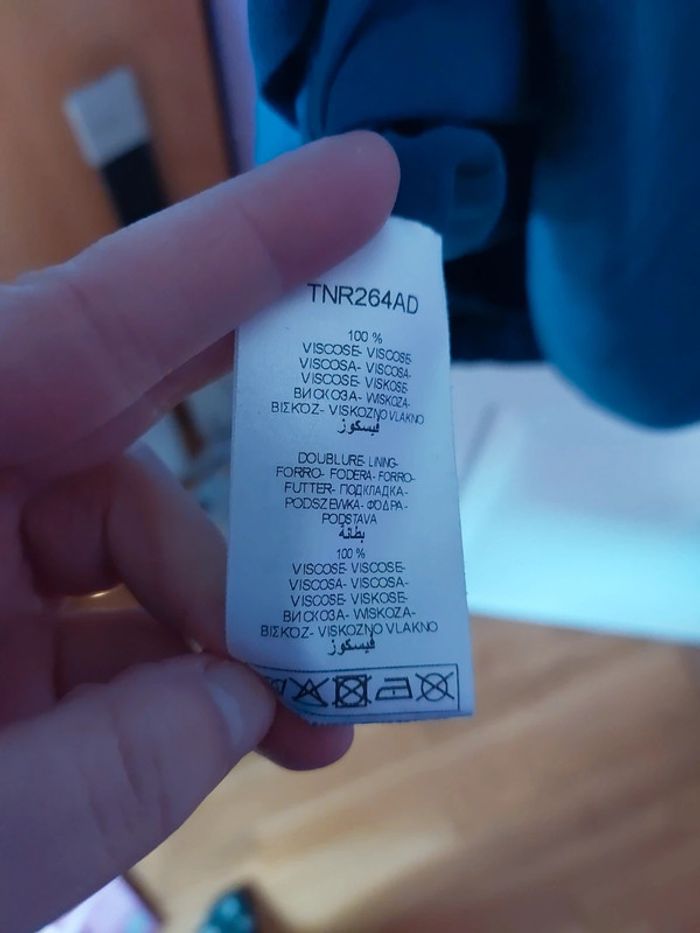 TNR264AD
100 %
VISCOSE- VISCOSE-
VISCOSA- VISCOSA-
VISCOSE- VISKOSE-
ВИСКОЗА- WISKOZA-
ΒΙΣΚΟΖ- VISKOZNO VLAKNO
فيسكوز
DOUBLURE- LINING-
FORRO- FODERA- FORRO-
FUTTER- ПОДКЛАДКА-
PODSZEWKA- ΦΟΔΡΑ-
PODSTAVA
بطانة
100 %
VISCOSE- VISCOSE-
VISCOSA- VISCOSA-
VISCOSE- VISKOSE-
ВИСКОЗА- WISKOZA-
ΒΙΣΚΟΖ- VISKOZNO VLAKNO
فيسكوز